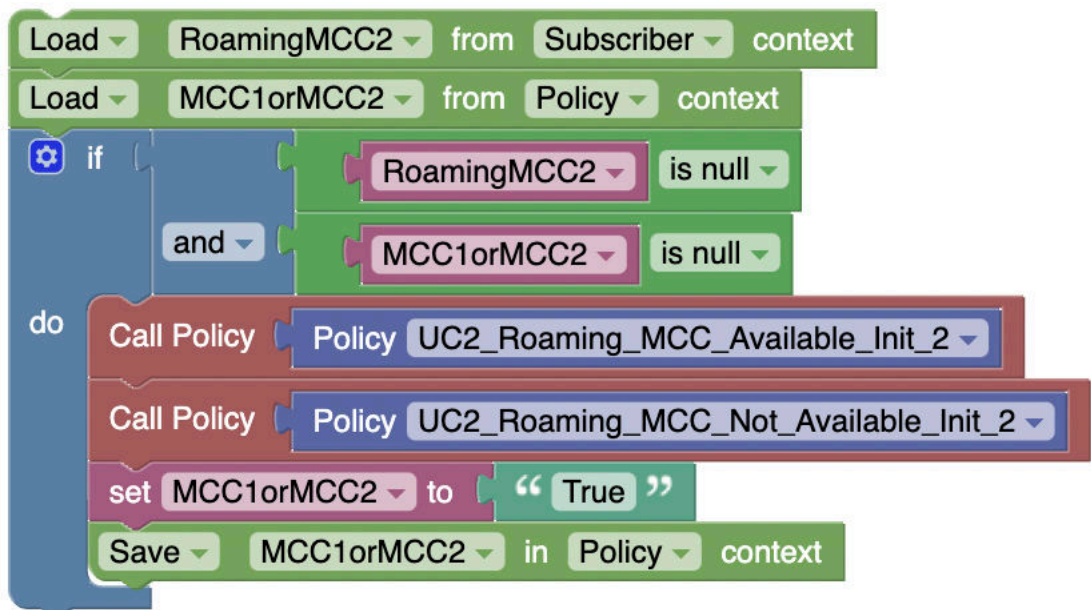 Load RoamingMCC2 from Subscriber context
Load MCC1orMCC2 from Policy context
if RoamingMCC2 is null
and MCC1orMCC2 is null
do Call Policy Policy UC2_Roaming_MCC_Available_Init_2
Call Policy Policy UC2_Roaming_MCC_Not_Available_Init_2
set MCC1orMCC2 to “ True ”
Save MCC1orMCC2 in Policy context